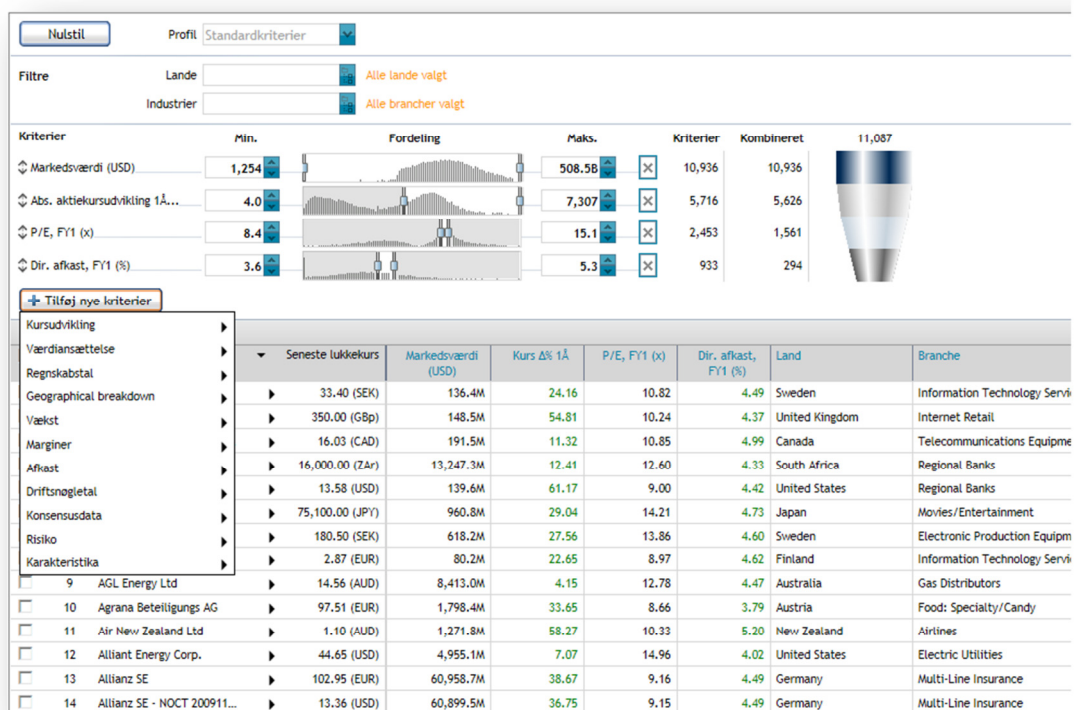 Nulstil Profil Standardkriterier
Filtre Lande Alle lande valgt
Industrier Alle brancher valgt
Kriterier Min. Fordeling Maks. Kriterier Kombineret 11,087
Markedsværdi (USD) 1,254 508.5B 10,936 10,936
Abs. aktiekursudvikling 1Å... 4.0 7,307 5,716 5,626
P/E, FY1 (x) 8.4 15.1 2,453 1,561
Dir. afkast, FY1 (%) 3.6 5.3 933 294
Tilføj nye kriterier
Kursudvikling
Værdiansættelse
Regnskabstal
Geographical breakdown
Vækst
Marginer
Afkast
Driftsnøgletal
Konsensusdata
Risiko
Karakteristika
Seneste lukkekurs Markedsværdi (USD) Kurs Δ% 1Å P/E, FY1 (x) Dir. afkast, FY1 (%) Land Branche
33.40 (SEK) 136.4M 24.16 10.82 4.49 Sweden Information Technology Servi
350.00 (GBp) 148.5M 54.81 10.24 4.37 United Kingdom Internet Retail
16.03 (CAD) 191.5M 11.32 10.85 4.99 Canada Telecommunications Equipme
16,000.00 (ZAr) 13,247.3M 12.41 12.60 4.33 South Africa Regional Banks
13.58 (USD) 139.6M 61.17 9.00 4.42 United States Regional Banks
75,100.00 (JPY) 960.8M 29.04 14.21 4.73 Japan Movies/Entertainment
180.50 (SEK) 618.2M 27.56 13.86 4.60 Sweden Electronic Production Equipm
2.87 (EUR) 80.2M 22.65 8.97 4.62 Finland Information Technology Servi
9 AGL Energy Ltd 14.56 (AUD) 8,413.0M 4.15 12.78 4.47 Australia Gas Distributors
10 Agrana Beteiligungs AG 97.51 (EUR) 1,798.4M 33.65 8.66 3.79 Austria Food: Specialty/Candy
11 Air New Zealand Ltd 1.10 (AUD) 1,271.8M 58.27 10.33 5.20 New Zealand Airlines
12 Alliant Energy Corp. 44.65 (USD) 4,955.1M 7.07 14.96 4.02 United States Electric Utilities
13 Allianz SE 102.95 (EUR) 60,958.7M 38.67 9.16 4.49 Germany Multi-Line Insurance
14 Allianz SE - NOCT 200911... 13.36 (USD) 60,899.5M 36.75 9.15 4.49 Germany Multi-Line Insurance